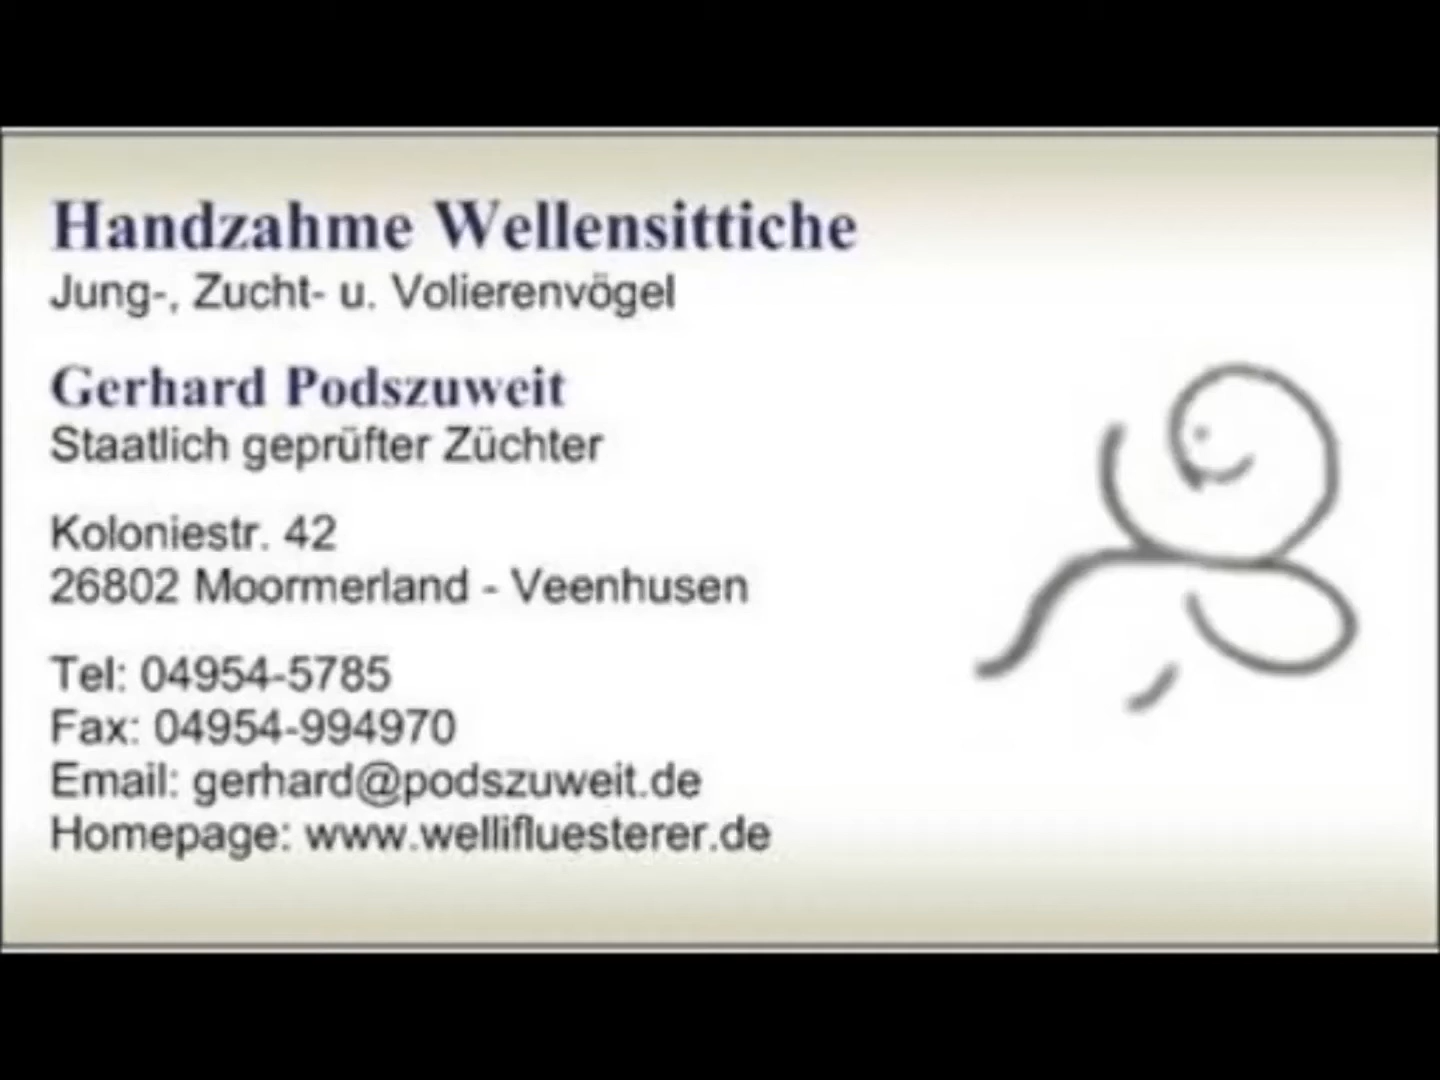 Handzahme Wellensittiche
Jung-, Zucht- u. Volierenvögel
Gerhard Podszuweit
Staatlich geprüfter Züchter
Koloniestr. 42
26802 Moormerland - Veenhusen
Tel: 04954-5785
Fax: 04954-994970
Email: gerhard@podszuweit.de
Homepage: www.wellifluesterer.de